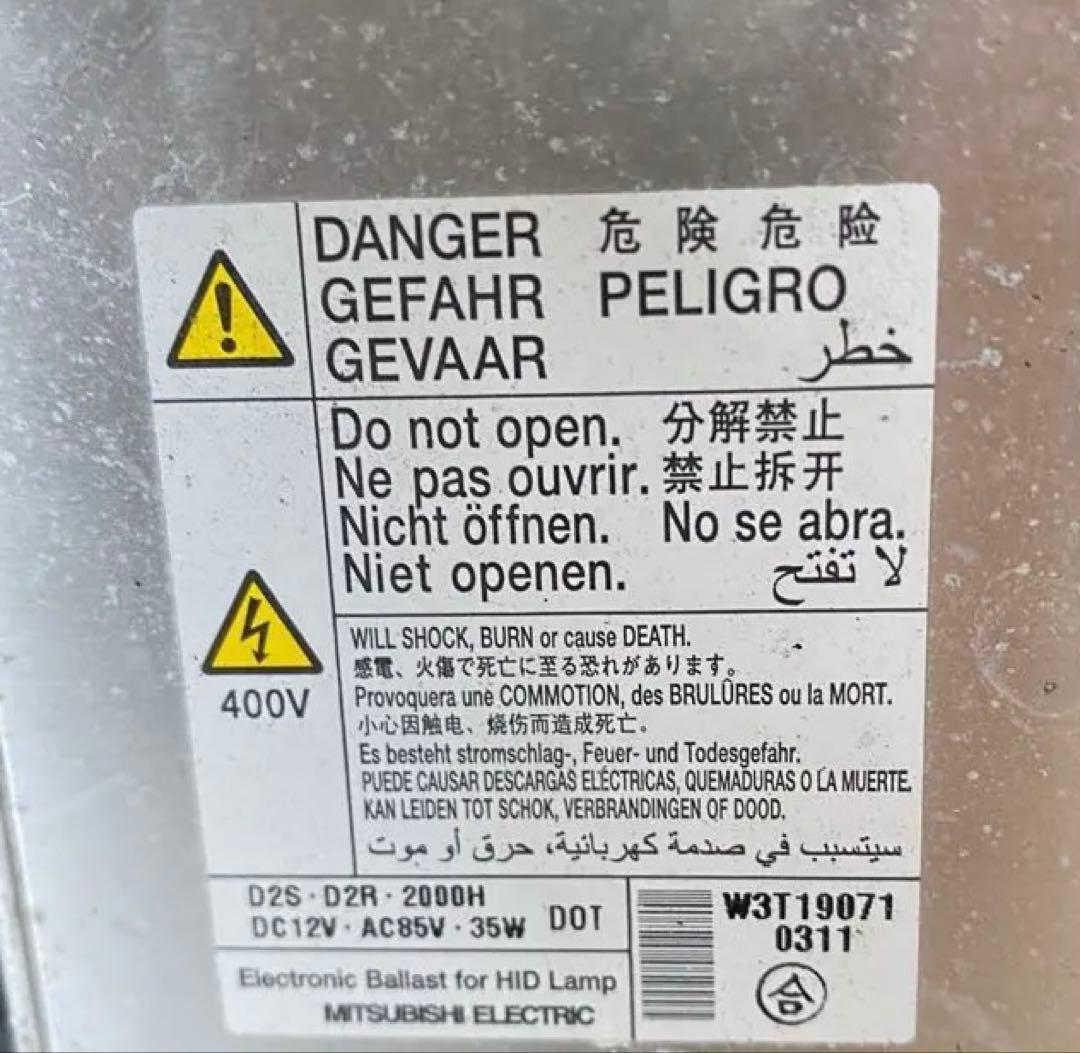 DANGER 危険 危险
GEFAHR PELIGRO
GEVAAR خطر
Do not open. 分解禁止
Ne pas ouvrir. 禁止拆开
Nicht öffnen. No se abra.
Niet openen. لا تفتح
400V
WILL SHOCK, BURN or cause DEATH.
感電、火傷で死亡に至る恐れがあります。
Provoquera une COMMOTION, des BRULÛRES ou la MORT.
小心因触电、烧伤而造成死亡。
Es besteht stromschlag-, Feuer- und Todesgefahr.
PUEDE CAUSAR DESCARGAS ELÉCTRICAS, QUEMADURAS O LA MUERTE.
KAN LEIDEN TOT SCHOK, VERBRANDINGEN OF DOOD.
سيتسبب في صدمة كهربائية، حرق أو موت
D2S·D2R·2000H
DC12V·AC85V·35W DOT
W3T19071
0311
合
Electronic Ballast for HID Lamp
MITSUBISHI ELECTRIC